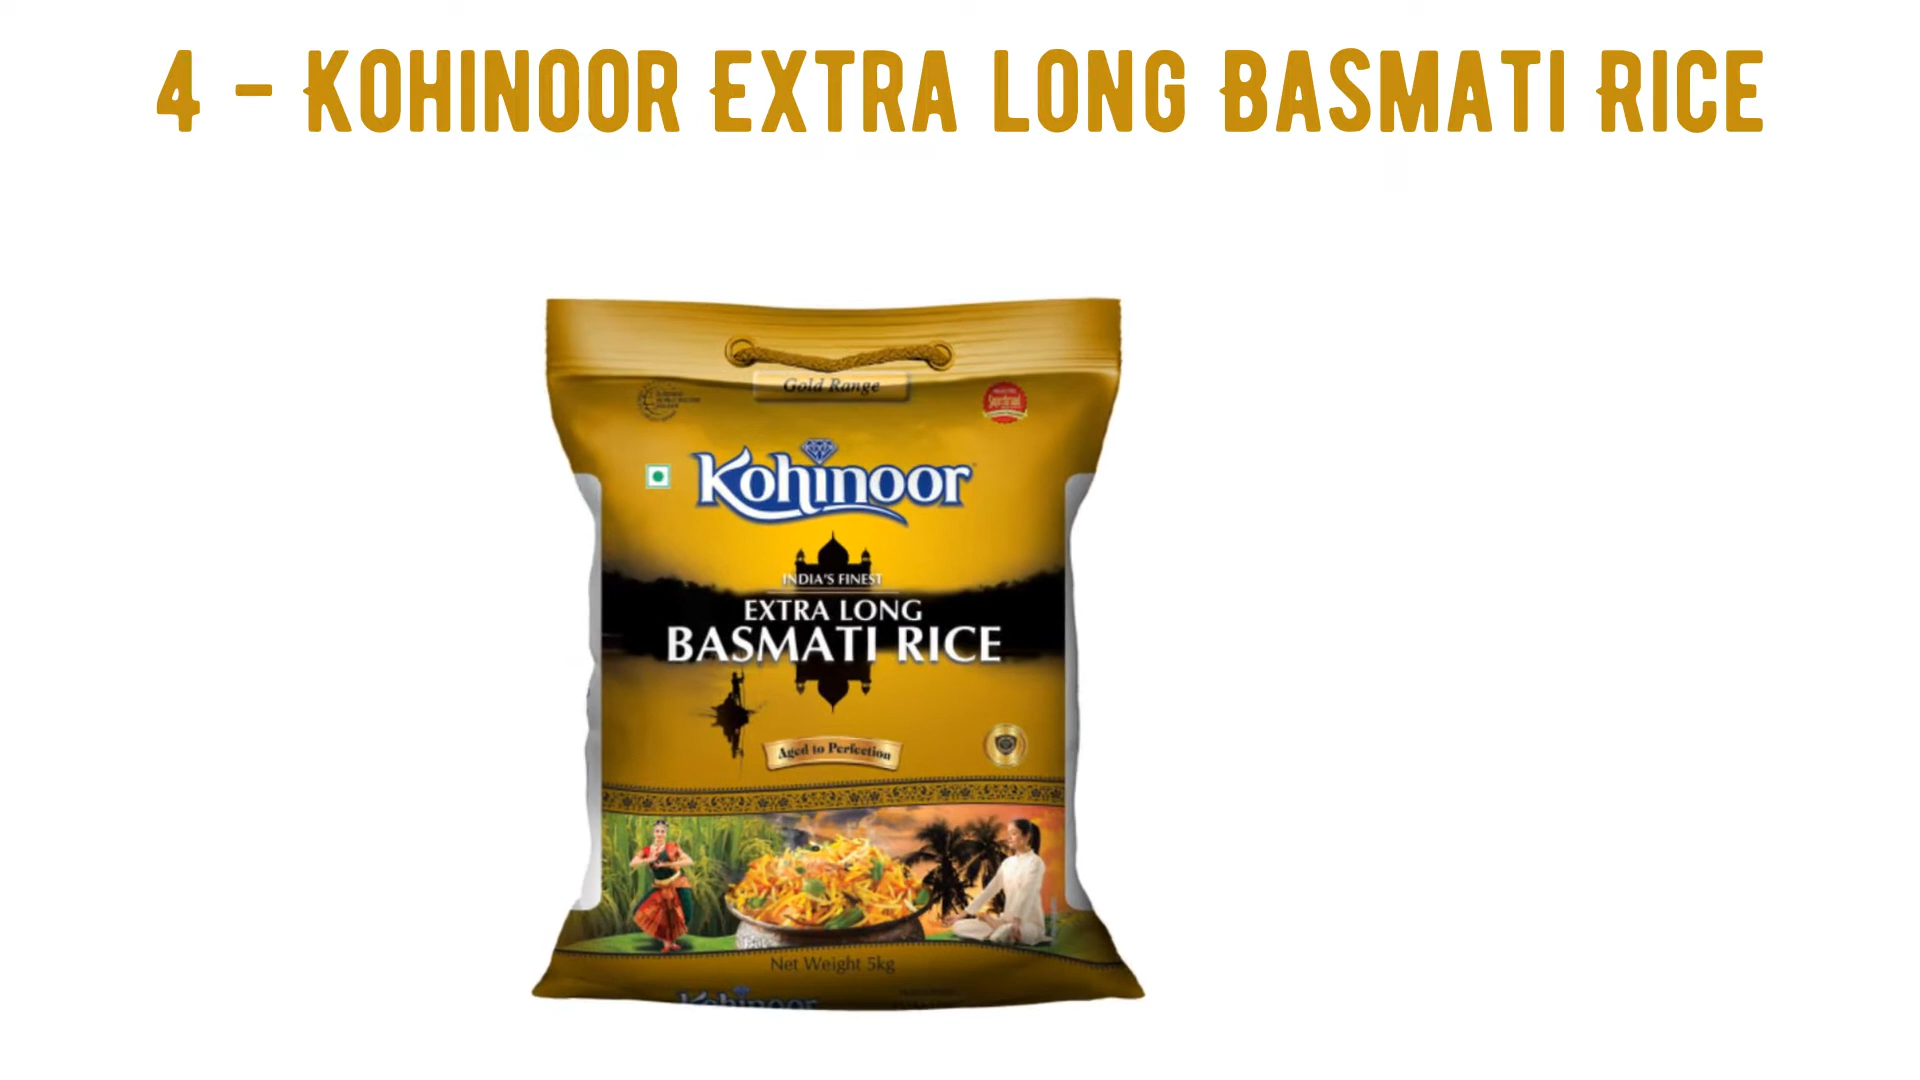 4 - KOHINOOR EXTRA LONG BASMATI RICE
Gold Range
Kohinoor
INDIA'S FINEST
EXTRA LONG
BASMATI RICE
Aged to Perfection
Net Weight 5kg
Kohinoor